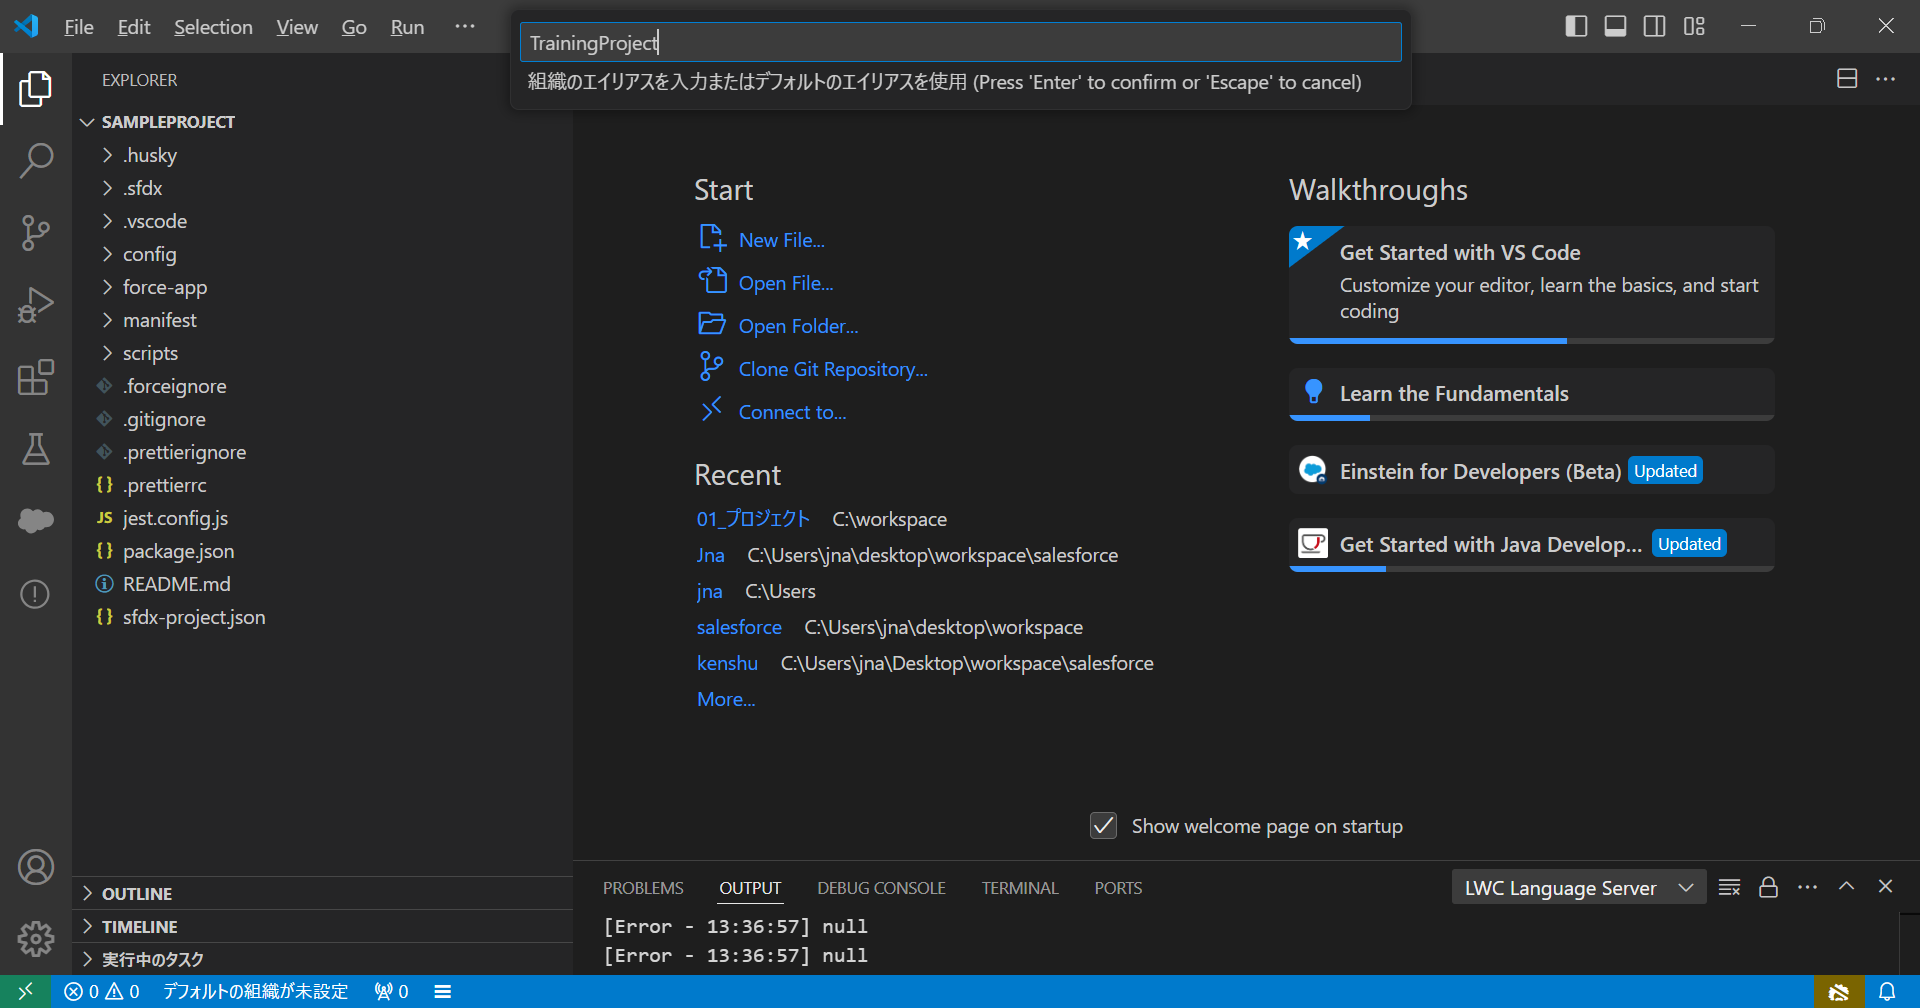 File Edit Selection View Go Run ···
TrainingProject
組織のエイリアスを入力またはデフォルトのエイリアスを使用 (Press 'Enter' to confirm or 'Escape' to cancel)
EXPLORER
SAMPLEPROJECT
.husky
.sfdx
.vscode
config
force-app
manifest
scripts
.forceignore
.gitignore
.prettierignore
{} .prettierrc
JS jest.config.js
{} package.json
README.md
{} sfdx-project.json
OUTLINE
TIMELINE
実行中のタスク
Start
New File...
Open File...
Open Folder...
Clone Git Repository...
Connect to...
Recent
01_プロジェクト C:\workspace
Jna C:\Users\jna\desktop\workspace\salesforce
jna C:\Users
salesforce C:\Users\jna\desktop\workspace
kenshu C:\Users\jna\Desktop\workspace\salesforce
More...
Walkthroughs
Get Started with VS Code
Customize your editor, learn the basics, and start
coding
Learn the Fundamentals
Einstein for Developers (Beta) Updated
Get Started with Java Develop... Updated
Show welcome page on startup
PROBLEMS OUTPUT DEBUG CONSOLE TERMINAL PORTS LWC Language Server
[Error - 13:36:57] null
[Error - 13:36:57] null
0 0 デフォルトの組織が未設定 0